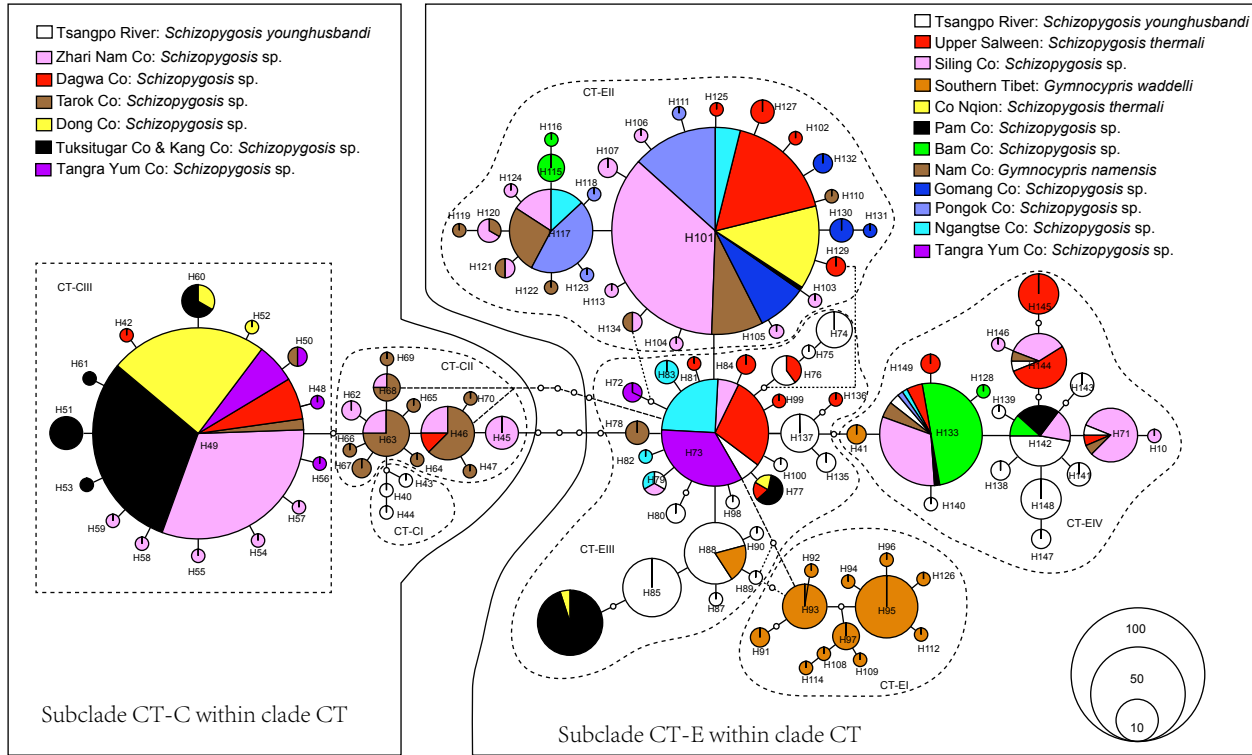 Tsangpo River: Schizopygosis younghusbandi
Zhari Nam Co: Schizopygosis sp.
Dagwa Co: Schizopygosis sp.
Tarok Co: Schizopygosis sp.
Dong Co: Schizopygosis sp.
Tuksitugar Co & Kang Co: Schizopygosis sp.
Tangra Yum Co: Schizopygosis sp.
CT-CIII
H60
H42
H52
H61
H50
H48
H51
H49
H53
H56
H59
H57
H58
H54
H55
H69
CT-CII
H68
H62
H65
H70
H63
H46
H45
H66
H67
H64
H47
H43
H40
H44
CT-CI
Subclade CT-C within clade CT
Tsangpo River: Schizopygosis younghusbandi
Upper Salween: Schizopygosis thermali
Siling Co: Schizopygosis sp.
Southern Tibet: Gymnocypris waddelli
Co Nqion: Schizopygosis thermali
Pam Co: Schizopygosis sp.
Bam Co: Schizopygosis sp.
Nam Co: Gymnocypris namensis
Gomang Co: Schizopygosis sp.
Pongok Co: Schizopygosis sp.
Ngangtse Co: Schizopygosis sp.
Tangra Yum Co: Schizopygosis sp.
CT-EII
H125
H127
H111
H106
H102
H116
H107
H132
H115
H124
H118
H110
H119
H120
H130
H131
H117
H101
H121
H129
H123
H122
H113
H103
H134
H104
H105
H74
H75
H83
H81
H84
H76
H72
H99
H136
H78
H73
H137
H82
H100
H135
H79
H77
H80
H98
CT-EIII
H88
H90
H85
H89
H87
H145
H146
H144
H149
H128
H143
H139
H133
H142
H71
H10
H41
H140
H138
H141
H148
CT-EIV
H147
H92
H96
H94
H126
H93
H95
H91
H97
H112
H108
H109
H114
CT-EI
100
50
10
Subclade CT-E within clade CT